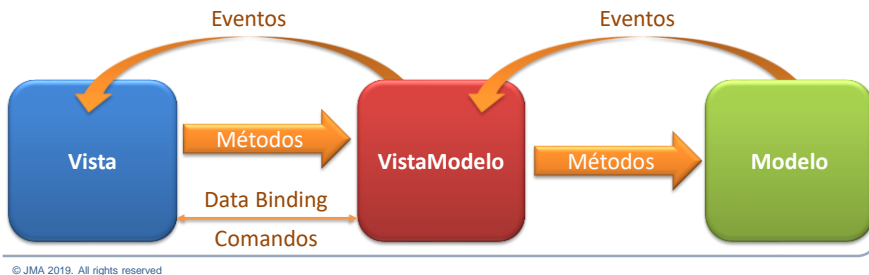 Eventos
Eventos
Vista
Métodos
VistaModelo
Métodos
Modelo
Data Binding
Comandos
© JMA 2019. All rights reserved